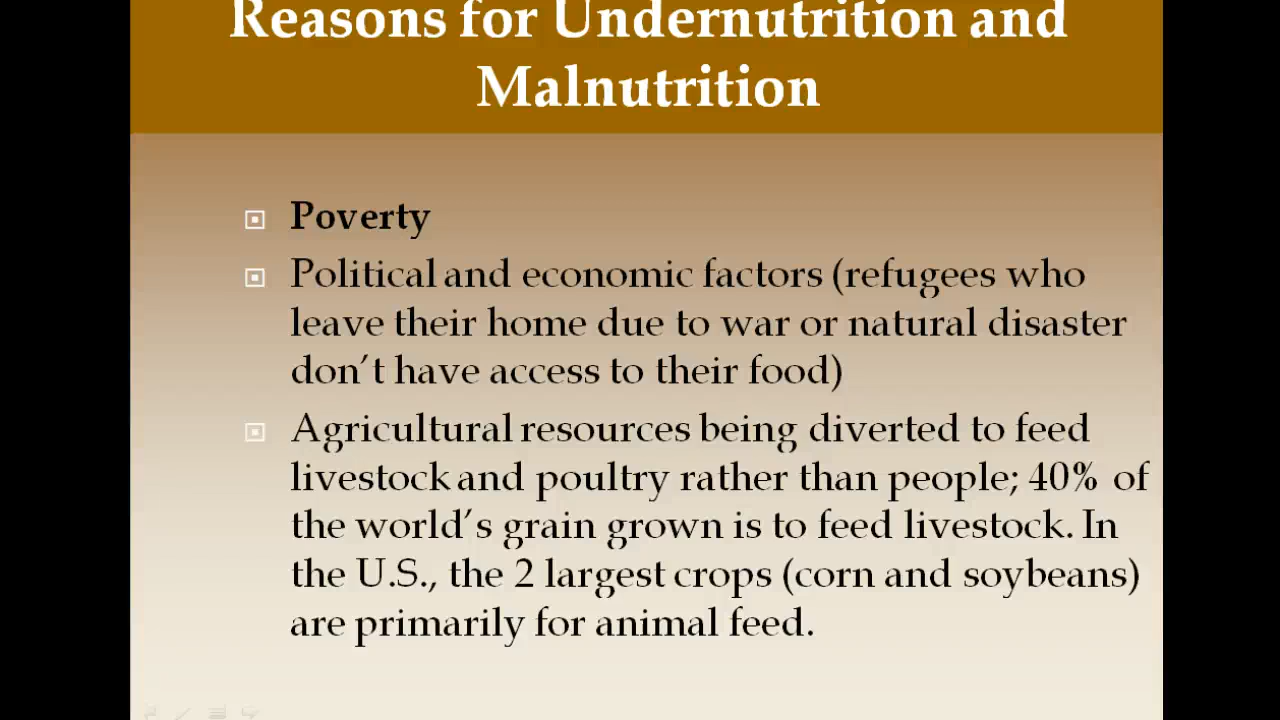 Reasons for Undernutrition and
Malnutrition
Poverty
Political and economic factors (refugees who
leave their home due to war or natural disaster
don’t have access to their food)
Agricultural resources being diverted to feed
livestock and poultry rather than people; 40% of
the world’s grain grown is to feed livestock. In
the U.S., the 2 largest crops (corn and soybeans)
are primarily for animal feed.